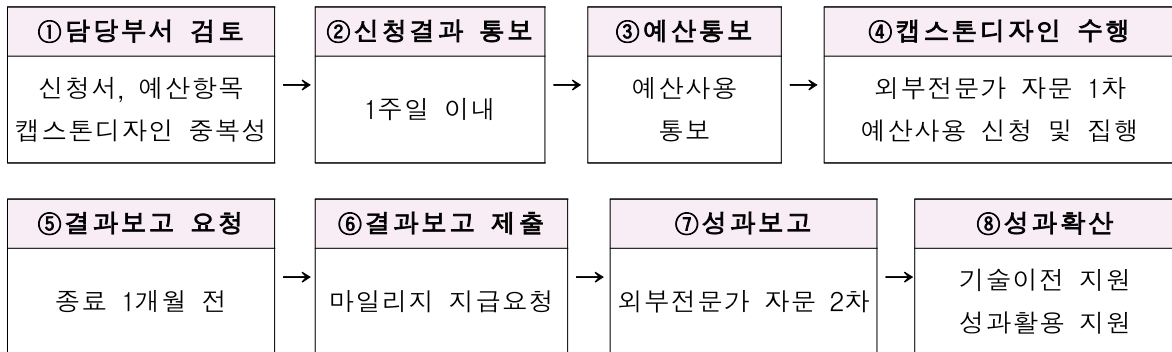 ①담당부서 검토
신청서, 예산항목
캡스톤디자인 중복성
→
②신청결과 통보
1주일 이내
→
③예산통보
예산사용
통보
→
④캡스톤디자인 수행
외부전문가 자문 1차
예산사용 신청 및 집행
⑤결과보고 요청
종료 1개월 전
→
⑥결과보고 제출
마일리지 지급요청
→
⑦성과보고
외부전문가 자문 2차
→
⑧성과확산
기술이전 지원
성과활용 지원